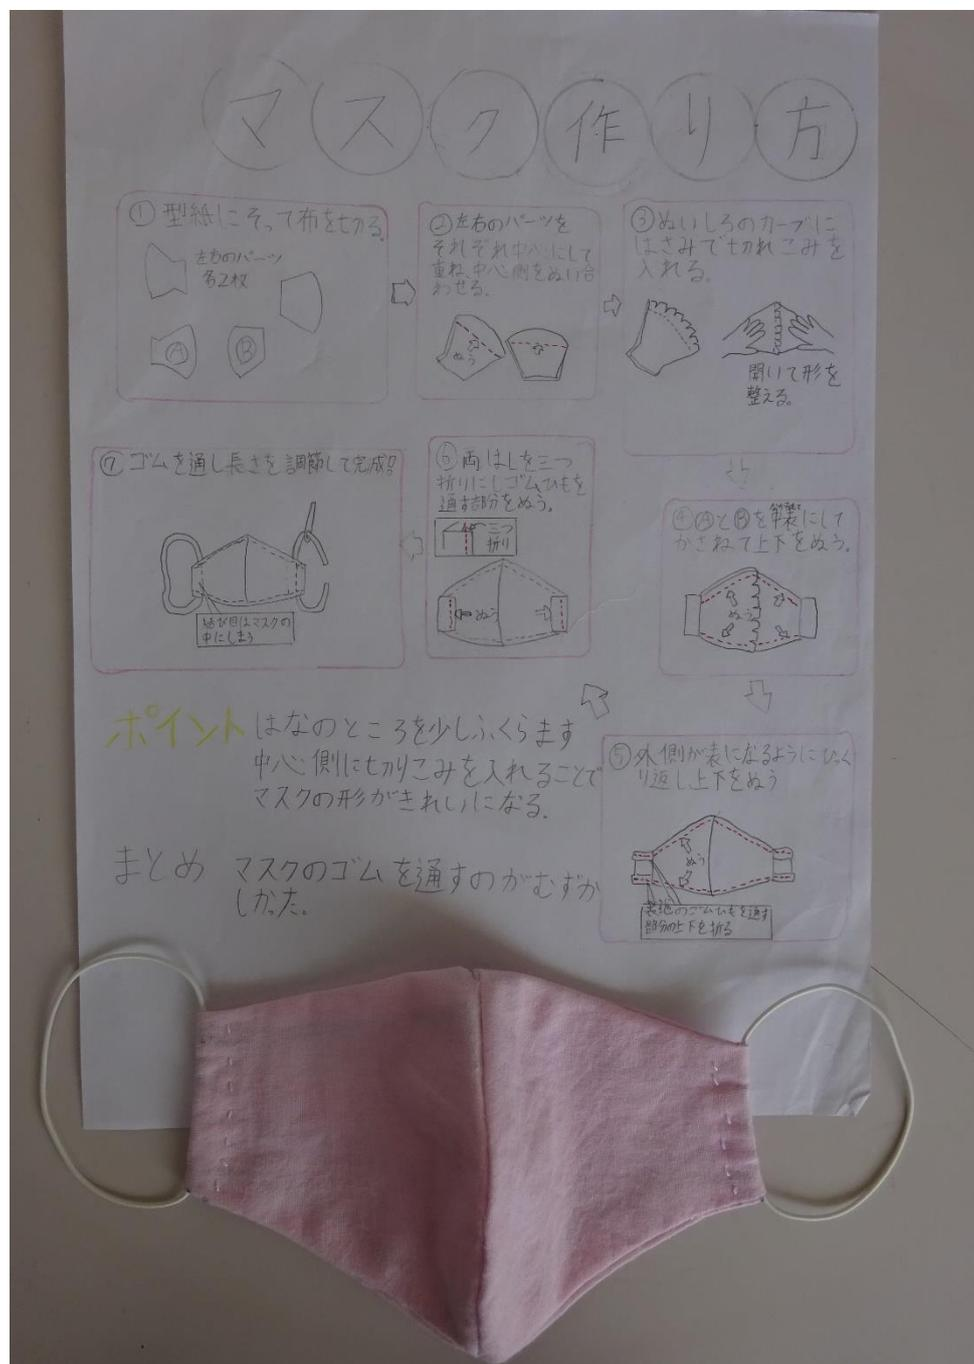 マスク作り方
① 型紙にそって布を切る。
左右のパーツ
各2枚
A
B
②左右のパーツを
それぞれ中心にして
重ね、中心側をぬい合
わせる。
ぬう
③ぬいしろのカーブに
はさみで切れこみを
入れる。
開いて形を
整える。
④ⒶとⒷを
かさねて上下をぬう。
ぬう
⑤外側が表になるようにひっく
り返し上下をぬう
ぬう
ゴムひもを通す
部分の上下を折る
⑥両はしを三つ
折りにしゴムひもを
通す部分をぬう。
三つ
折り
ぬう
⑦ゴムを通し長さを調節して完成!!
結び目はマスクの
中にしまう
ポイント はなのところを少しふくらます
中心側に切りこみを入れることで
マスクの形がきれいになる.
まとめ マスクのゴムを通すのがむずか
しかった。